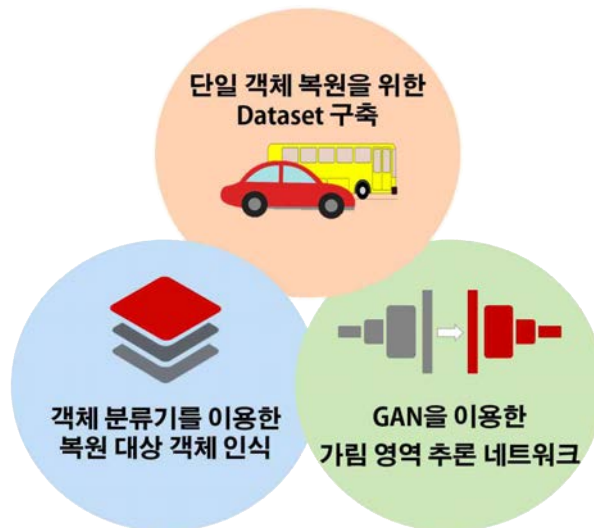 단일 객체 복원을 위한
Dataset 구축
객체 분류기를 이용한
복원 대상 객체 인식
GAN을 이용한
가림 영역 추론 네트워크